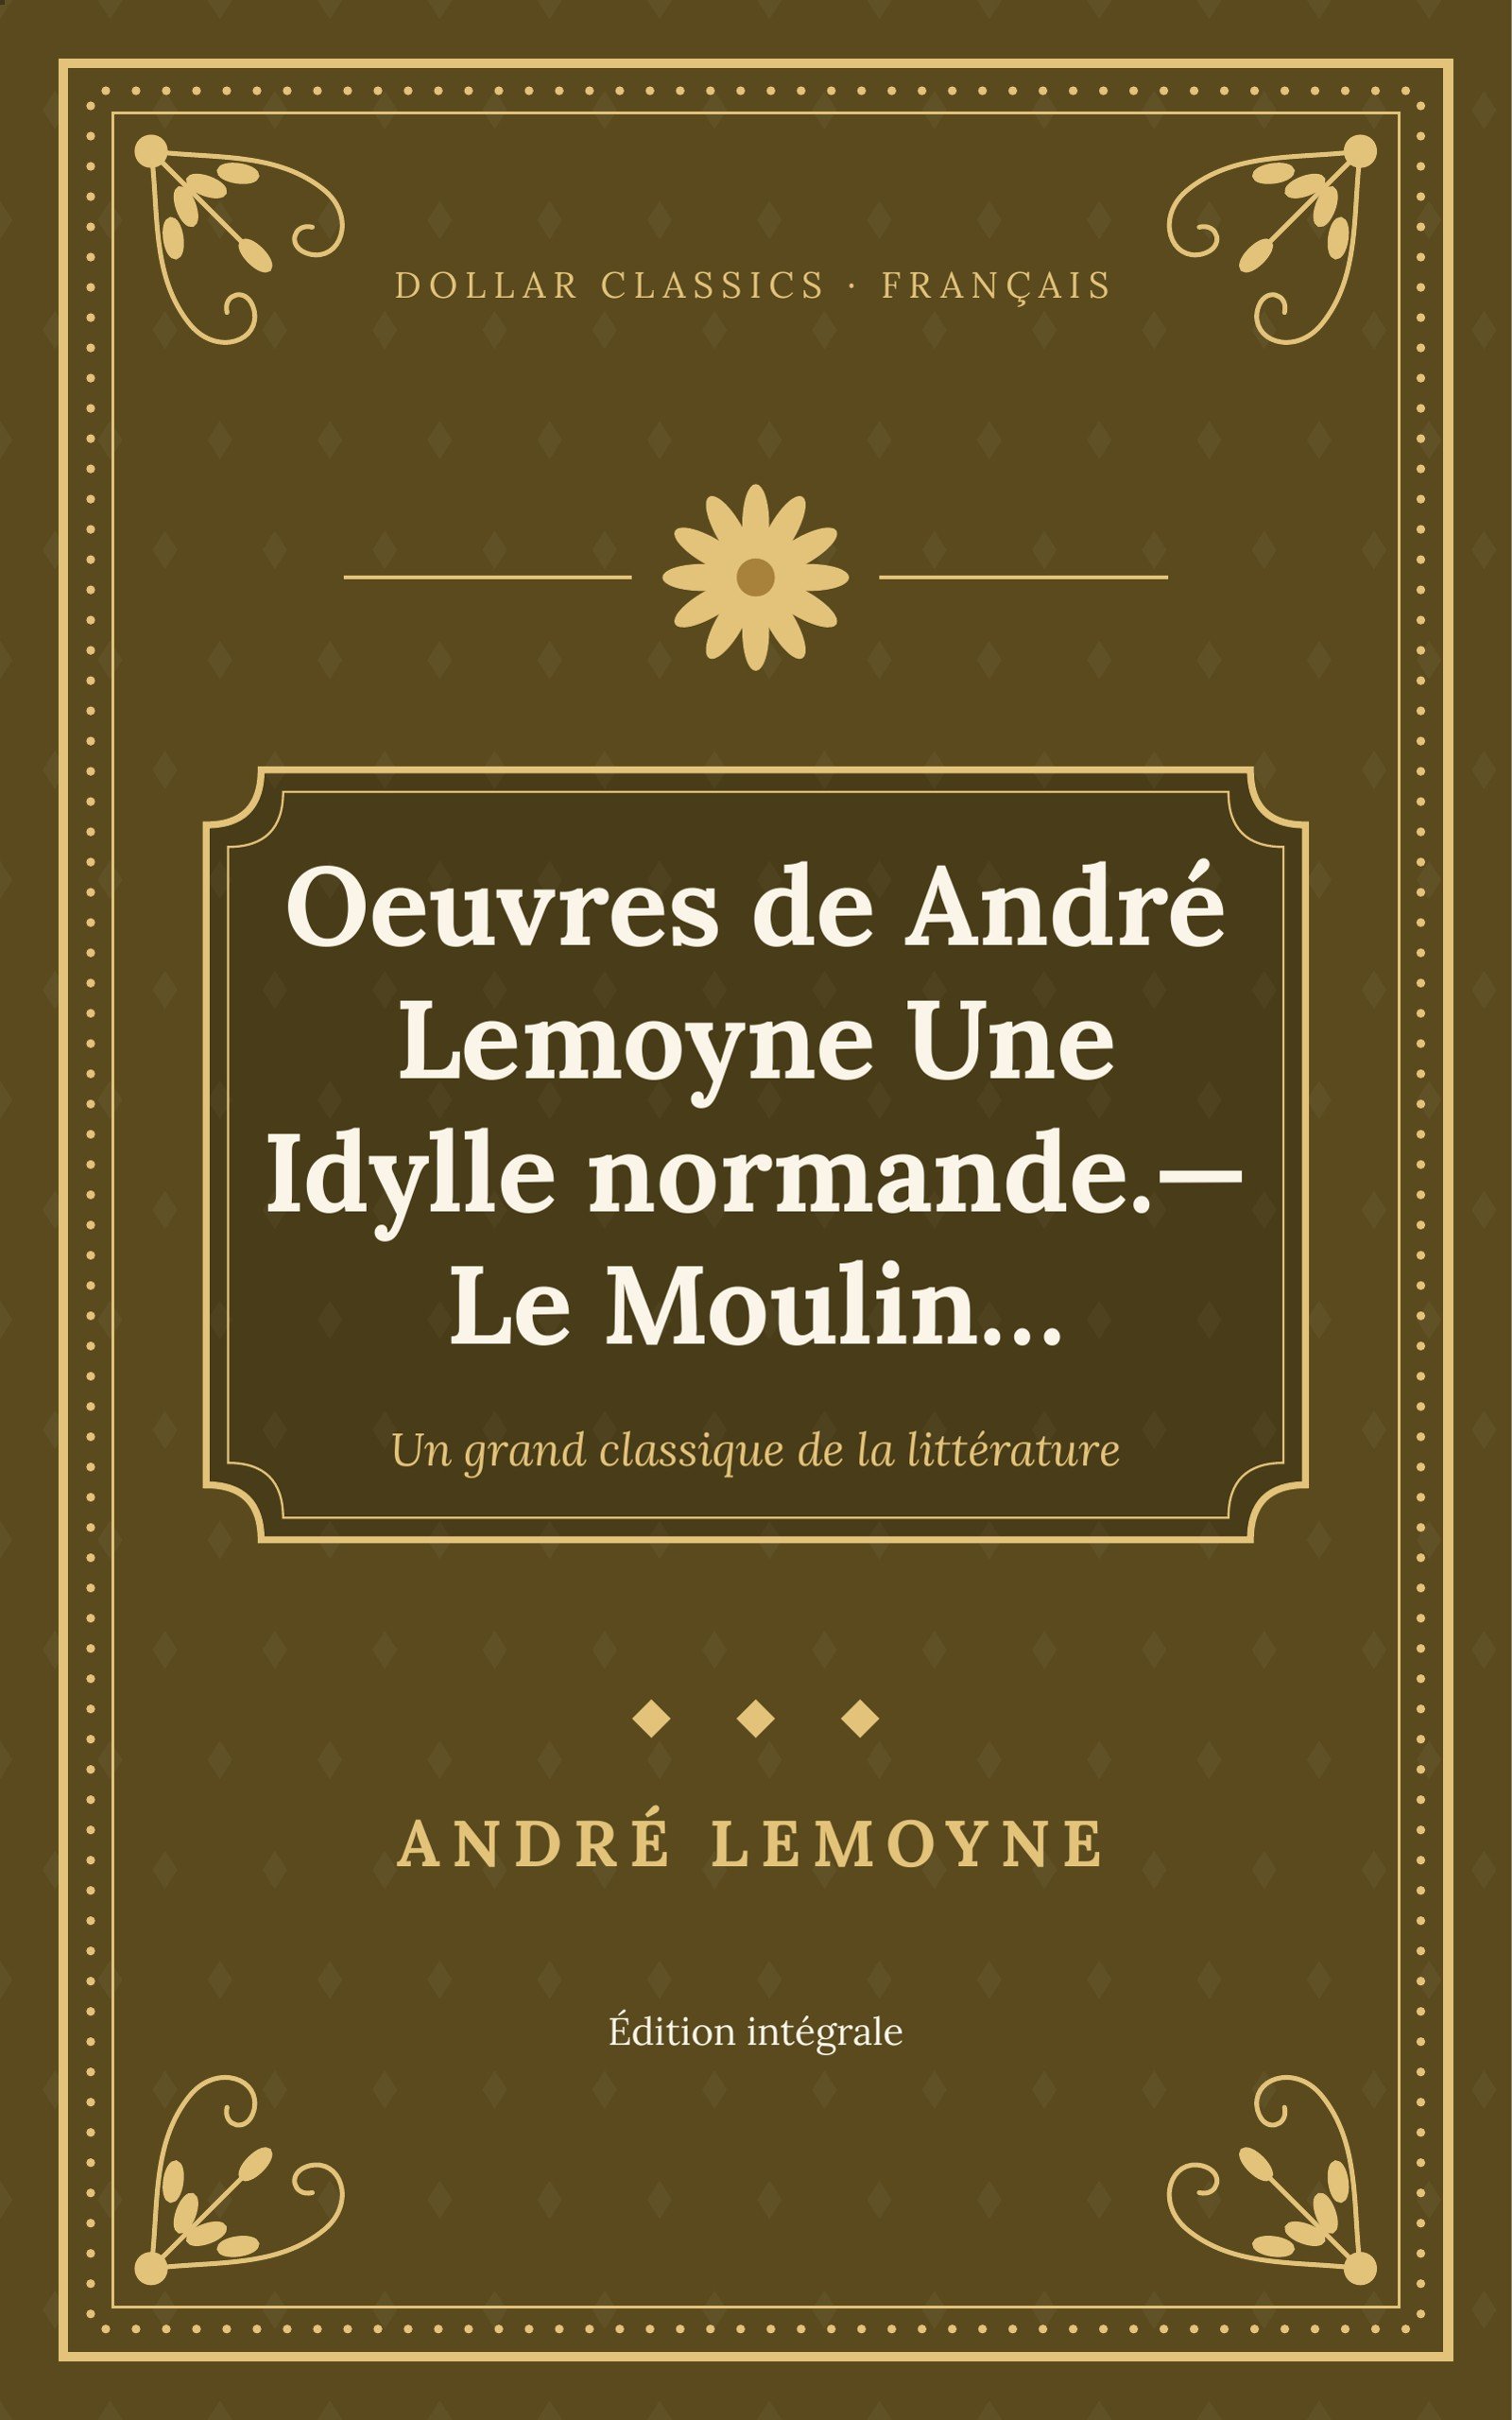 DOLLAR CLASSICS · FRANÇAIS
Oeuvres de André
Lemoyne Une
Idylle normande.—
Le Moulin...
Un grand classique de la littérature
ANDRÉ LEMOYNE
Édition intégrale